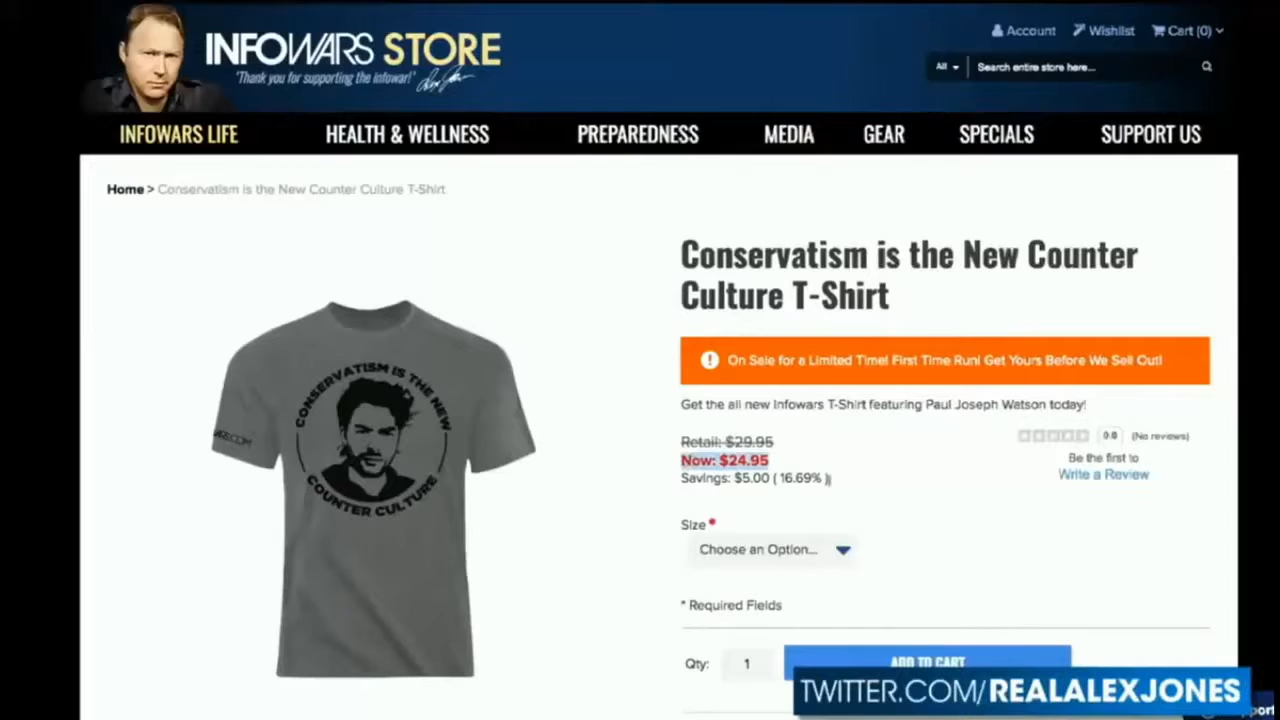 INFOWARS STORE
'Thank you for supporting the infowar!'
Account
Wishlist
Cart (0)
All
Search entire store here...
INFOWARS LIFE
HEALTH & WELLNESS
PREPAREDNESS
MEDIA
GEAR
SPECIALS
SUPPORT US
Home > Conservatism is the New Counter Culture T-Shirt
Conservatism is the New Counter
Culture T-Shirt
On Sale for a Limited Time! First Time Run! Get Yours Before We Sell Out!
Get the all new Infowars T-Shirt featuring Paul Joseph Watson today!
Retail: $29.95
Now: $24.95
Savings: $5.00 ( 16.69% )
0.0 (No reviews)
Be the first to
Write a Review
CONSERVATISM IS THE NEW
COUNTER CULTURE
Size *
Choose an Option...
* Required Fields
Qty: 1
ADD TO CART
TWITTER.COM/REALALEXJONES